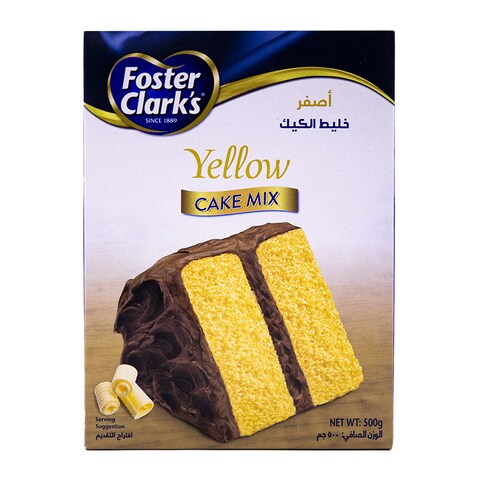 Foster
Clark's®
SINCE 1889
أصفر
خليط الكيك
Yellow
CAKE MIX
Serving
Suggestion
اقتراح التقديم
NET WT: 500g
الوزن الصافي: ٥٠٠ جم